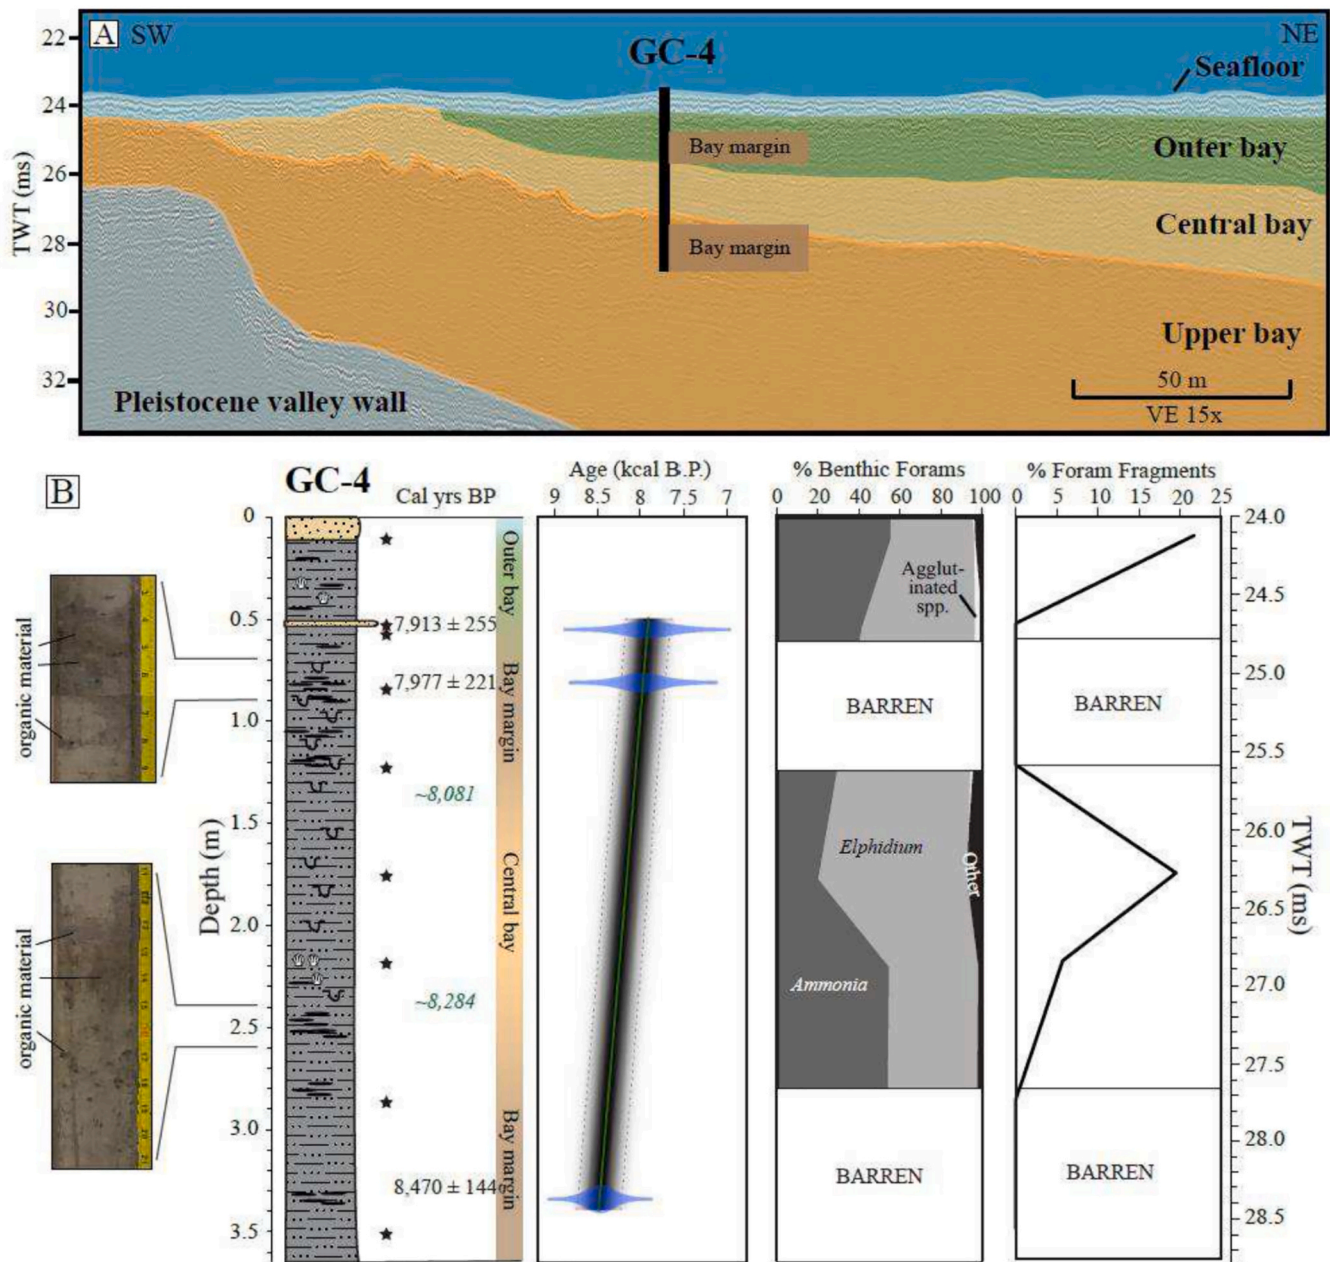 A SW
NE
GC-4
Seafloor
22
24
26
28
30
32
TWT (ms)
Bay margin
Outer bay
Central bay
Bay margin
Upper bay
Pleistocene valley wall
50 m
VE 15x
B
GC-4
Cal yrs BP
Age (kcal B.P.)
9 8.5 8 7.5 7
% Benthic Forams
0 20 40 60 80 100
% Foram Fragments
0 5 10 15 20 25
Depth (m)
0
0.5
1.0
1.5
2.0
2.5
3.0
3.5
organic material
organic material
7,913 ± 255
7,977 ± 221
~8,081
~8,284
8,470 ± 144
Outer bay
Bay margin
Central bay
Bay margin
Agglut-
inated
spp.
BARREN
Elphidium
Other
Ammonia
BARREN
BARREN
BARREN
24.0
24.5
25.0
25.5
26.0
26.5
27.0
27.5
28.0
28.5
TWT (ms)